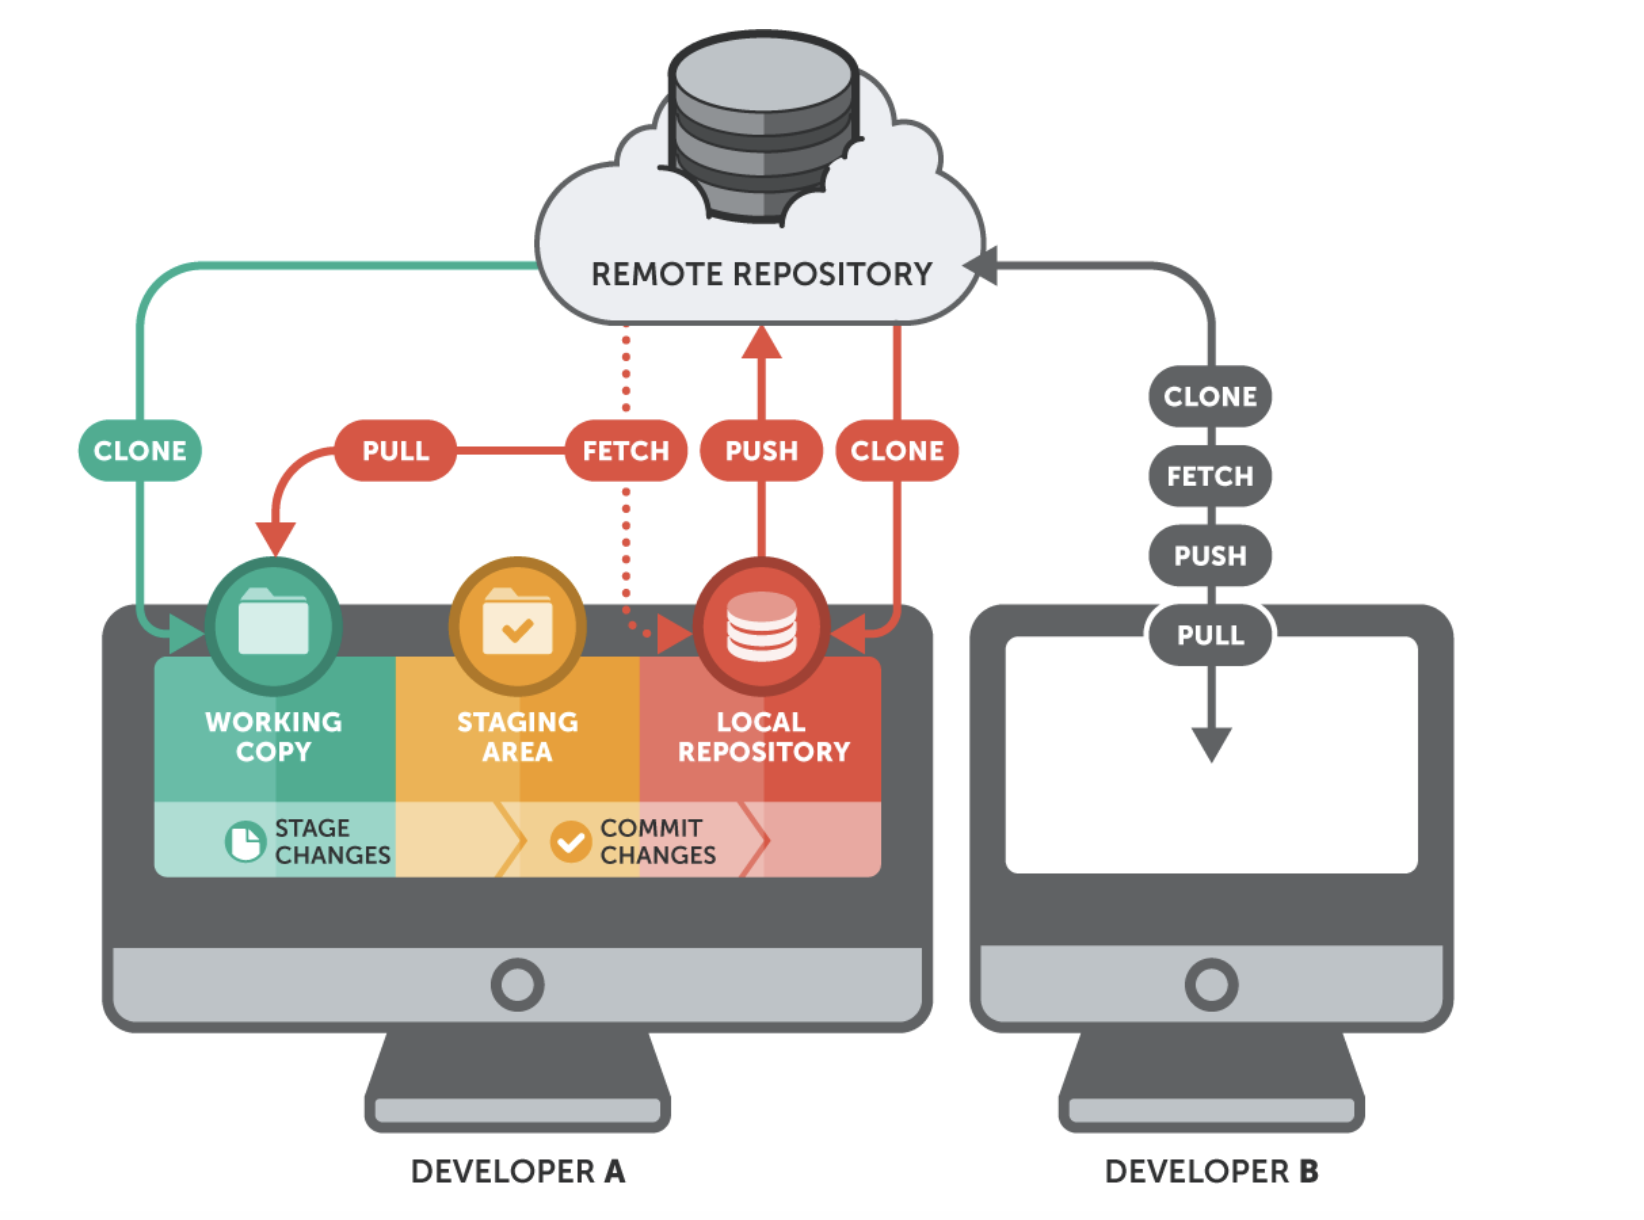 REMOTE REPOSITORY
CLONE
PULL
FETCH
PUSH
CLONE
CLONE
FETCH
PUSH
PULL
WORKING
COPY
STAGING
AREA
LOCAL
REPOSITORY
STAGE
CHANGES
COMMIT
CHANGES
DEVELOPER A
DEVELOPER B